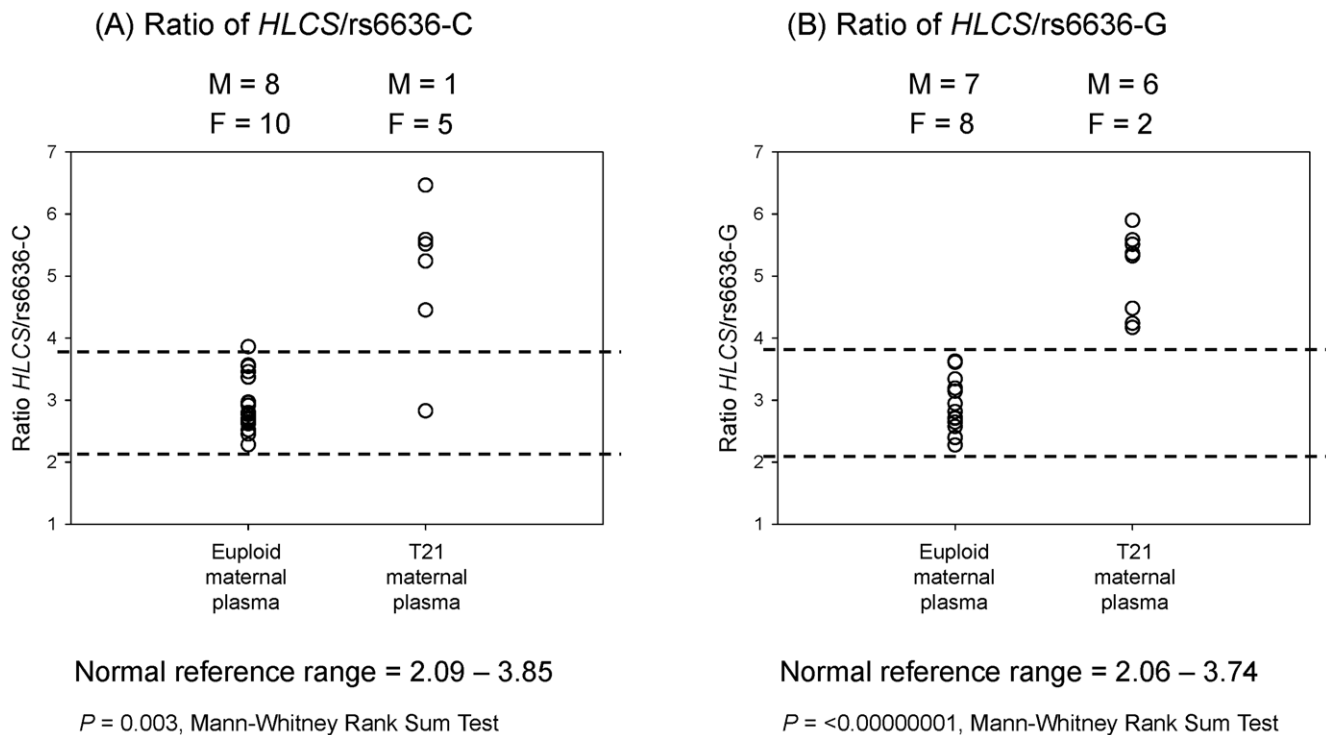 (A) Ratio of HLCS/rs6636-C
M = 8
F = 10
M = 1
F = 5
7
6
5
4
3
2
1
Ratio HLCS/rs6636-C
Euploid
maternal
plasma
T21
maternal
plasma
Normal reference range = 2.09 – 3.85
P = 0.003, Mann-Whitney Rank Sum Test
(B) Ratio of HLCS/rs6636-G
M = 7
F = 8
M = 6
F = 2
7
6
5
4
3
2
1
Ratio HLCS/rs6636-G
Euploid
maternal
plasma
T21
maternal
plasma
Normal reference range = 2.06 – 3.74
P = <0.00000001, Mann-Whitney Rank Sum Test